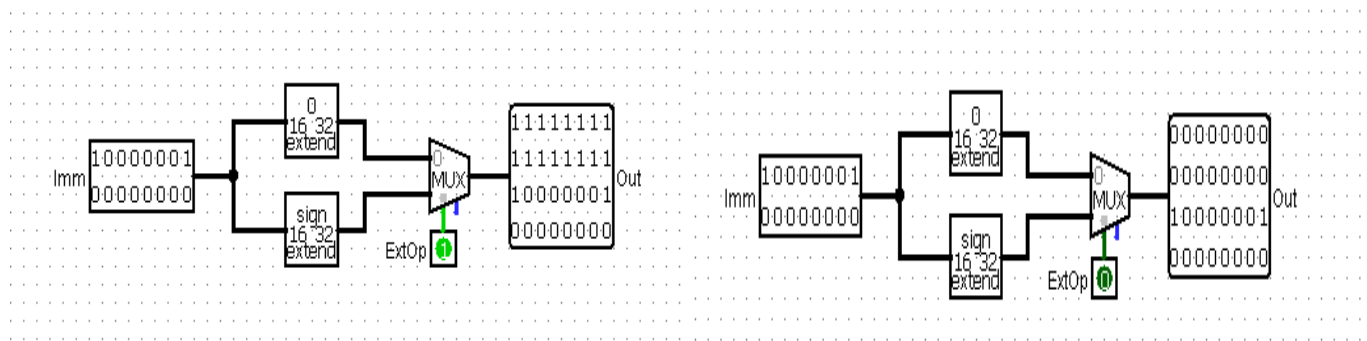 0
16 32
extend
Imm
10000001
00000000
sign
16 32
extend
0
MUX
ExtOp
1
11111111
11111111
10000001
00000000
Out
0
16 32
extend
Imm
10000001
00000000
sign
16 32
extend
0
MUX
ExtOp
0
00000000
00000000
10000001
00000000
Out